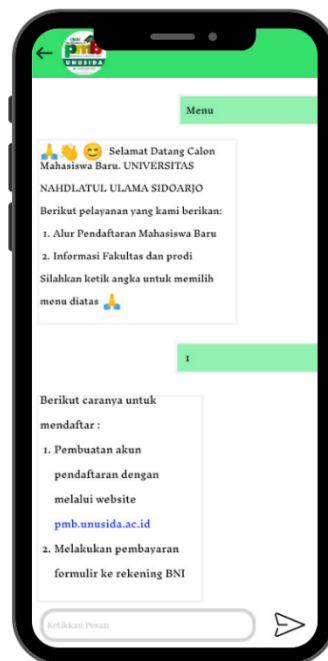 pmb
UNUSIDA
Menu
🙏👋😊 Selamat Datang Calon
Mahasiswa Baru. UNIVERSITAS
NAHDLATUL ULAMA SIDOARJO
Berikut pelayanan yang kami berikan:
1. Alur Pendaftaran Mahasiswa Baru
2. Informasi Fakultas dan prodi
Silahkan ketik angka untuk memilih
menu diatas 🙏
1
Berikut caranya untuk
mendaftar :
1. Pembuatan akun
pendaftaran dengan
melalui website
pmb.unusida.ac.id
2. Melakukan pembayaran
formulir ke rekening BNI
Ketikkan Pesan